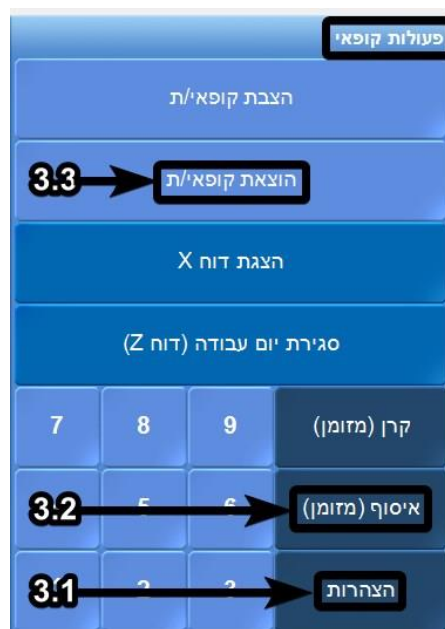 פעולות קופאי
הצבת קופאי/ת
הוצאת קופאי/ת
3.3
הצגת דוח X
סגירת יום עבודה (דוח Z)
קרן (מזומן)
9
8
7
איסוף (מזומן)
6
5
3.2
הצהרות
3
2
3.1